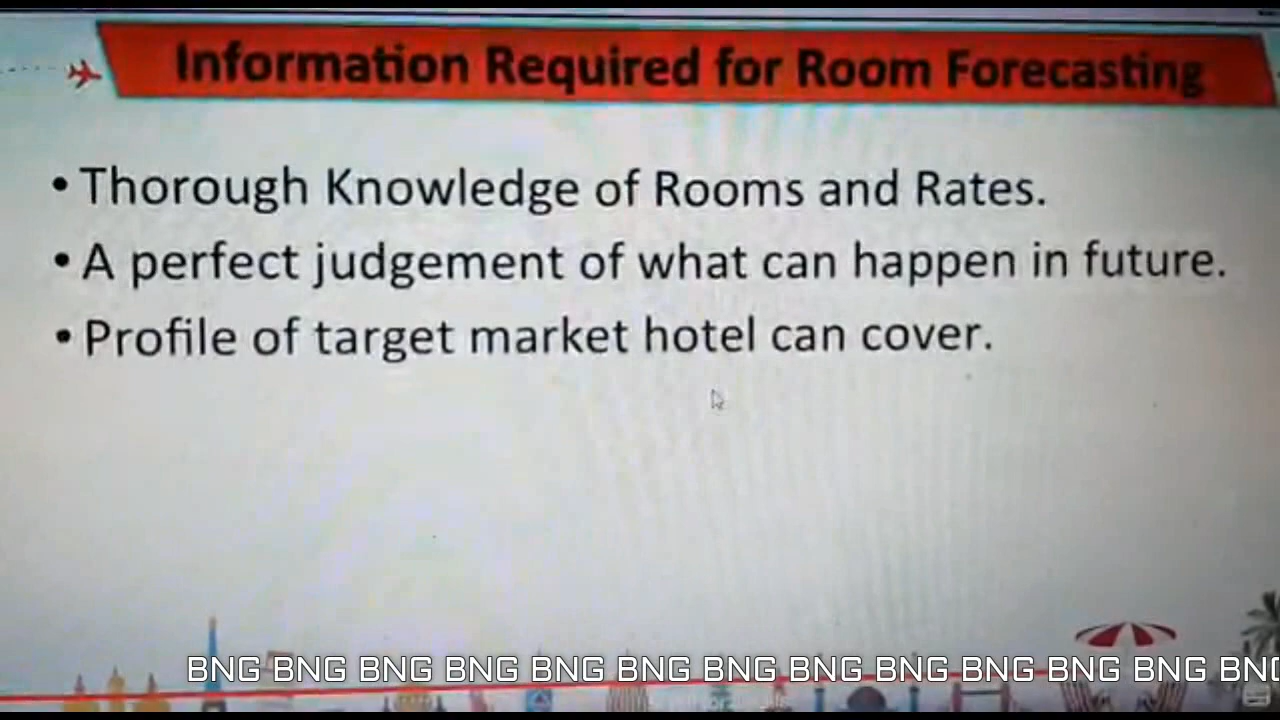 Information Required for Room Forecasting
• Thorough Knowledge of Rooms and Rates.
• A perfect judgement of what can happen in future.
• Profile of target market hotel can cover.
BNG BNG BNG BNG BNG BNG BNG BNG BNG BNG BNG BNG BNG